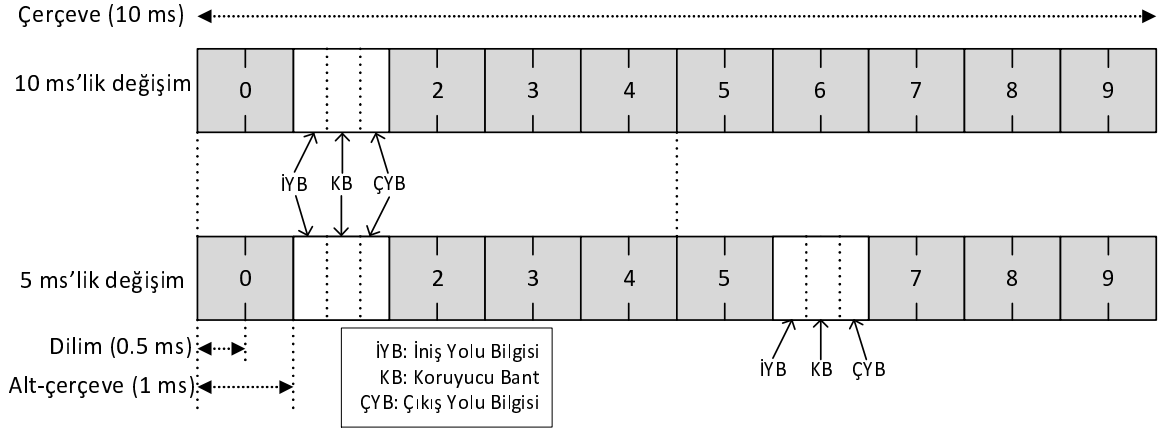 Çerçeve (10 ms)
10 ms'lik değişim
0 2 3 4 5 6 7 8 9
İYB KB ÇYB
5 ms'lik değişim
0 2 3 4 5 7 8 9
Dilim (0.5 ms)
Alt-çerçeve (1 ms)
İYB: İniş Yolu Bilgisi
KB: Koruyucu Bant
ÇYB: Çıkış Yolu Bilgisi
İYB KB ÇYB